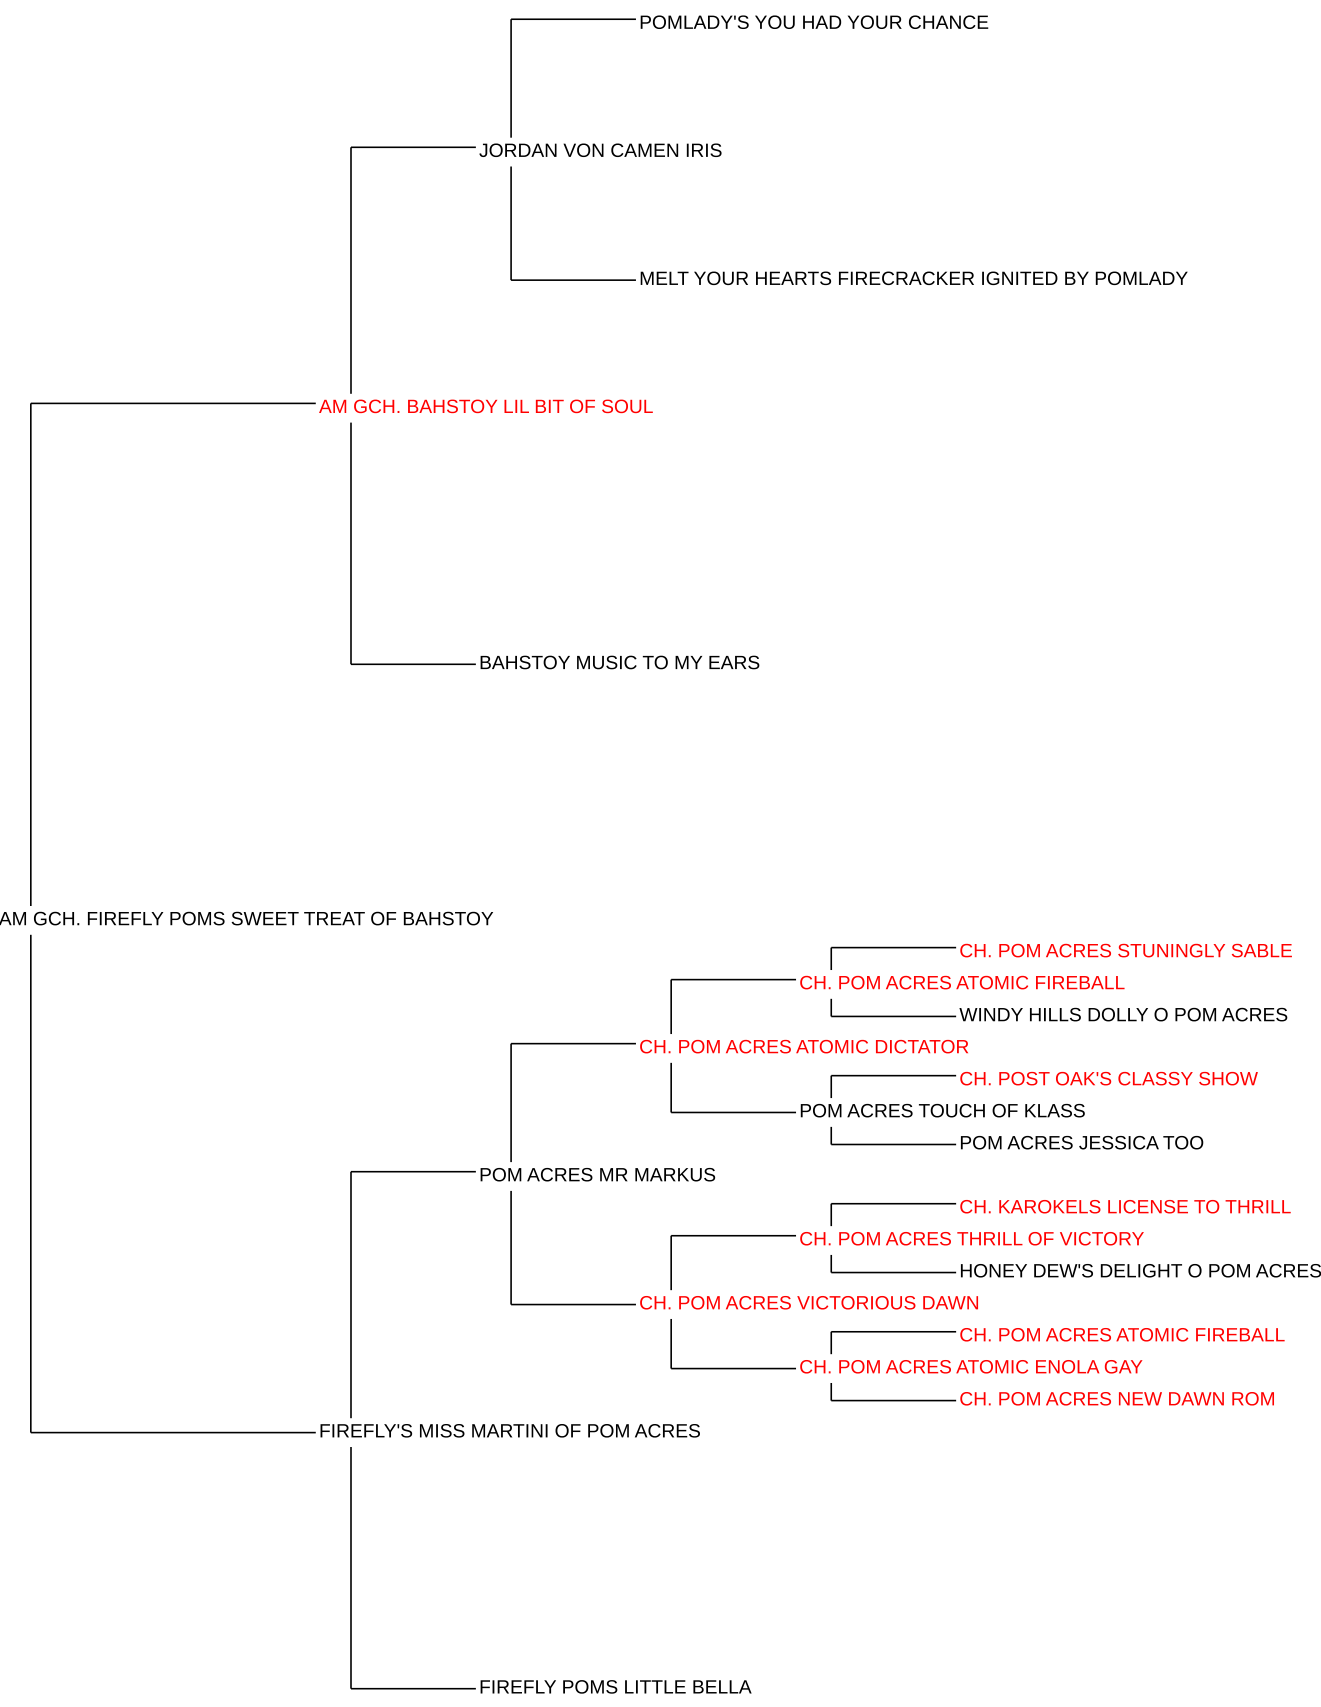 POMLADY'S YOU HAD YOUR CHANCE
JORDAN VON CAMEN IRIS
MELT YOUR HEARTS FIRECRACKER IGNITED BY POMLADY
AM GCH. BAHSTOY LIL BIT OF SOUL
BAHSTOY MUSIC TO MY EARS
AM GCH. FIREFLY POMS SWEET TREAT OF BAHSTOY
CH. POM ACRES STUNINGLY SABLE
CH. POM ACRES ATOMIC FIREBALL
WINDY HILLS DOLLY O POM ACRES
CH. POM ACRES ATOMIC DICTATOR
CH. POST OAK'S CLASSY SHOW
POM ACRES TOUCH OF KLASS
POM ACRES JESSICA TOO
POM ACRES MR MARKUS
CH. KAROKELS LICENSE TO THRILL
CH. POM ACRES THRILL OF VICTORY
HONEY DEW'S DELIGHT O POM ACRES
CH. POM ACRES VICTORIOUS DAWN
CH. POM ACRES ATOMIC FIREBALL
CH. POM ACRES ATOMIC ENOLA GAY
CH. POM ACRES NEW DAWN ROM
FIREFLY'S MISS MARTINI OF POM ACRES
FIREFLY POMS LITTLE BELLA